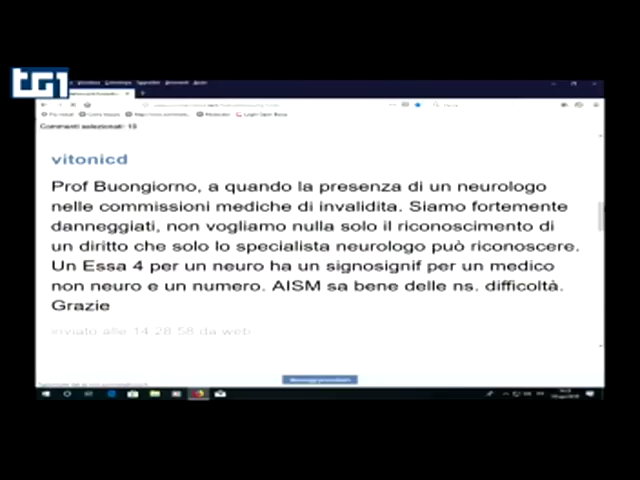 TG1
Commenti selezionati: 10
vitonicd
Prof Buongiorno, a quando la presenza di un neurologo
nelle commissioni mediche di invalidita. Siamo fortemente
danneggiati, non vogliamo nulla solo il riconoscimento di
un diritto che solo lo specialista neurologo può riconoscere.
Un Essa 4 per un neuro ha un signosignif per un medico
non neuro e un numero. AISM sa bene delle ns. difficoltà.
Grazie
inviato alle 14:28:58 da web